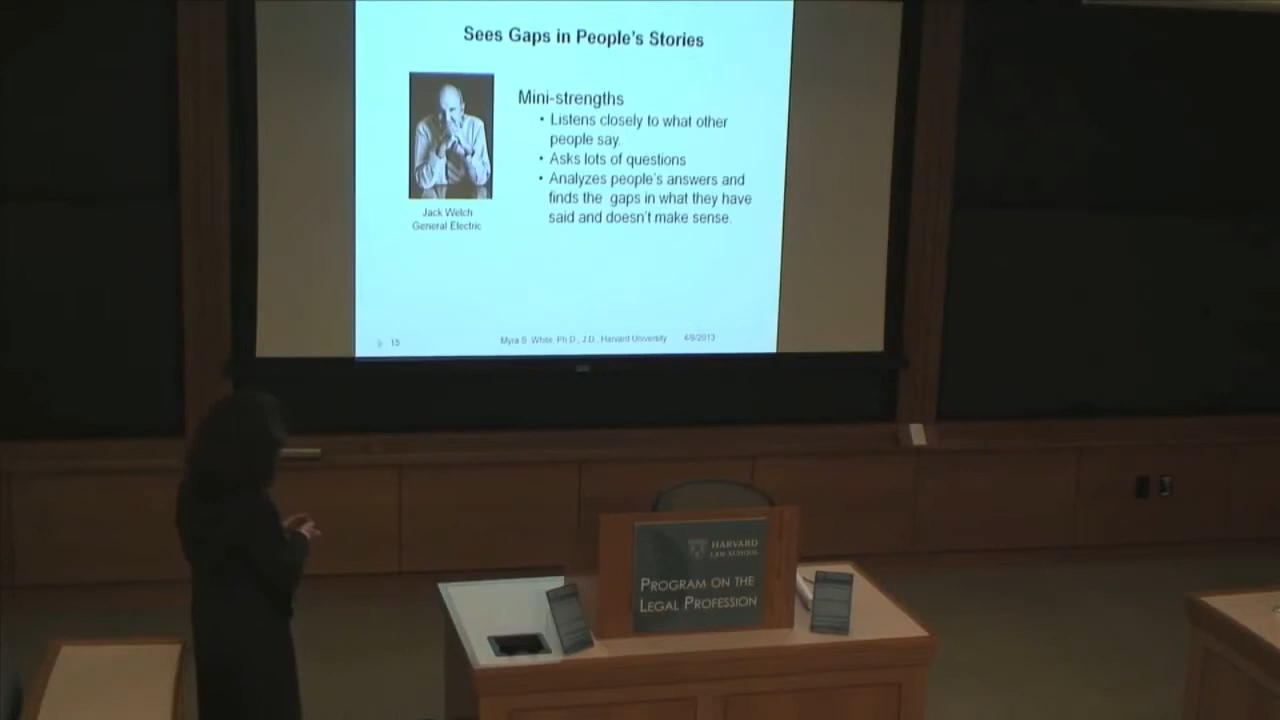 Sees Gaps in People's Stories
Mini-strengths
• Listens closely to what other
people say.
• Asks lots of questions
• Analyzes people's answers and
finds the gaps in what they have
said and doesn't make sense.
Jack Welch
General Electric
15
Myra S. White, Ph.D., J.D., Harvard University 4/9/2013
HARVARD
LAW SCHOOL
PROGRAM ON THE
LEGAL PROFESSION